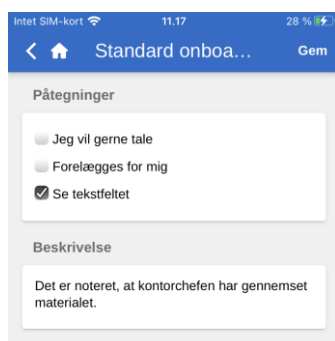 Intet SIM-kort 11.17 28 %
Standard onboa... Gem
Påtegninger
Jeg vil gerne tale
Forelægges for mig
Se tekstfeltet
Beskrivelse
Det er noteret, at kontorchefen har gennemset
materialet.